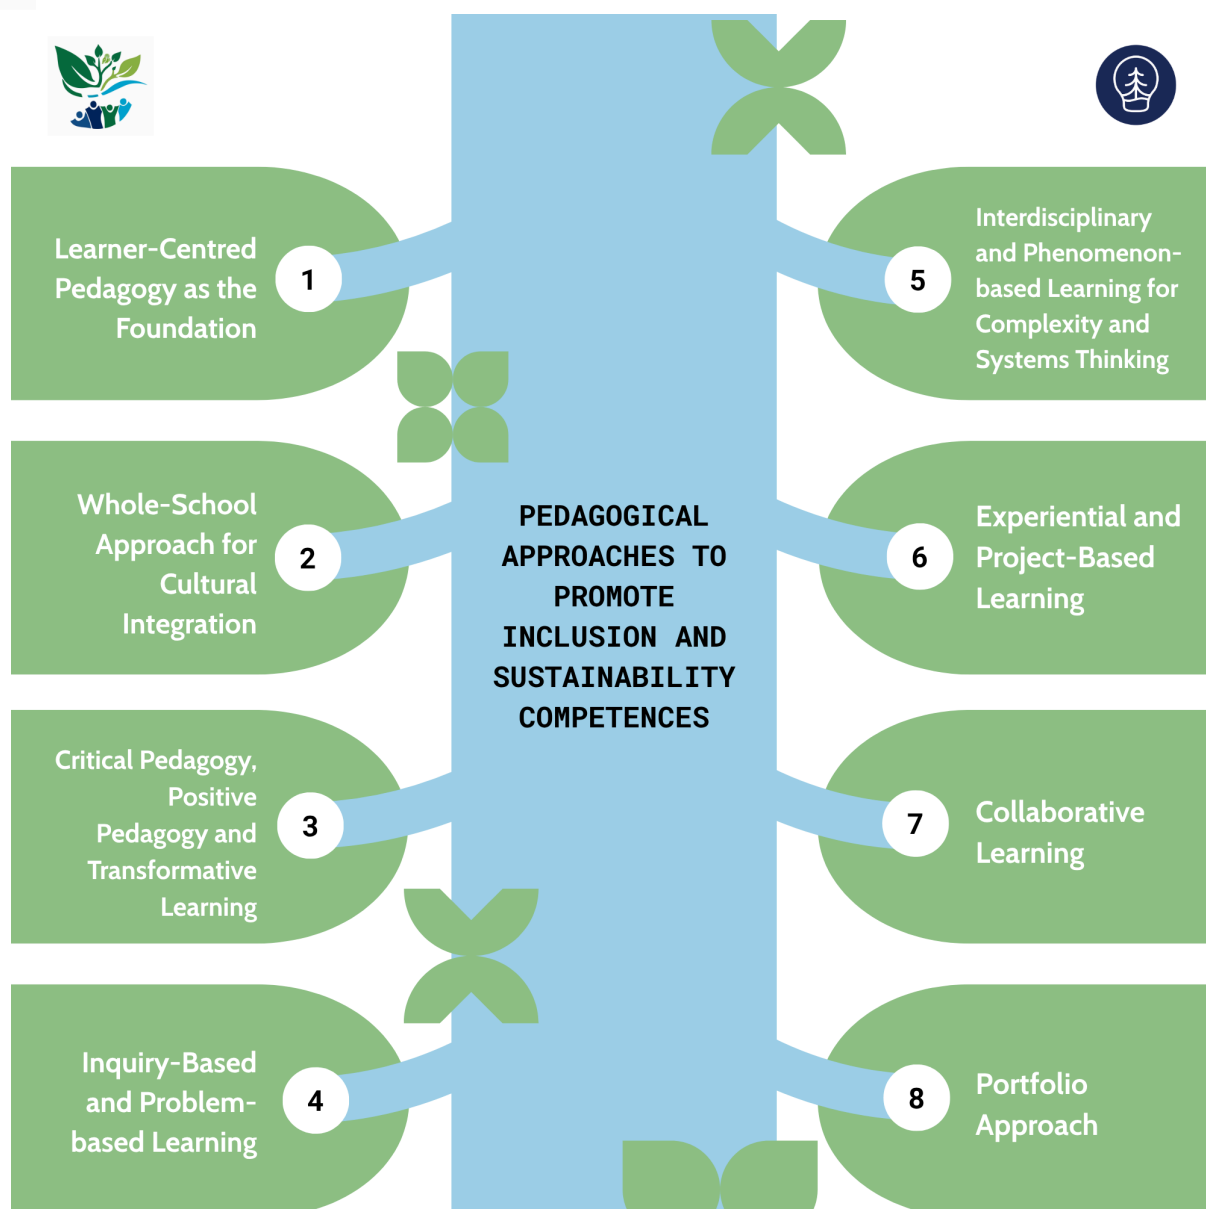 Learner-Centred
Pedagogy as the
Foundation
1
Whole-School
Approach for
Cultural
Integration
2
Critical Pedagogy,
Positive
Pedagogy and
Transformative
Learning
3
Inquiry-Based
and Problem-
based Learning
4
PEDAGOGICAL
APPROACHES TO
PROMOTE
INCLUSION AND
SUSTAINABILITY
COMPETENCES
5
Interdisciplinary
and Phenomenon-
based Learning for
Complexity and
Systems Thinking
6
Experiential and
Project-Based
Learning
7
Collaborative
Learning
8
Portfolio
Approach